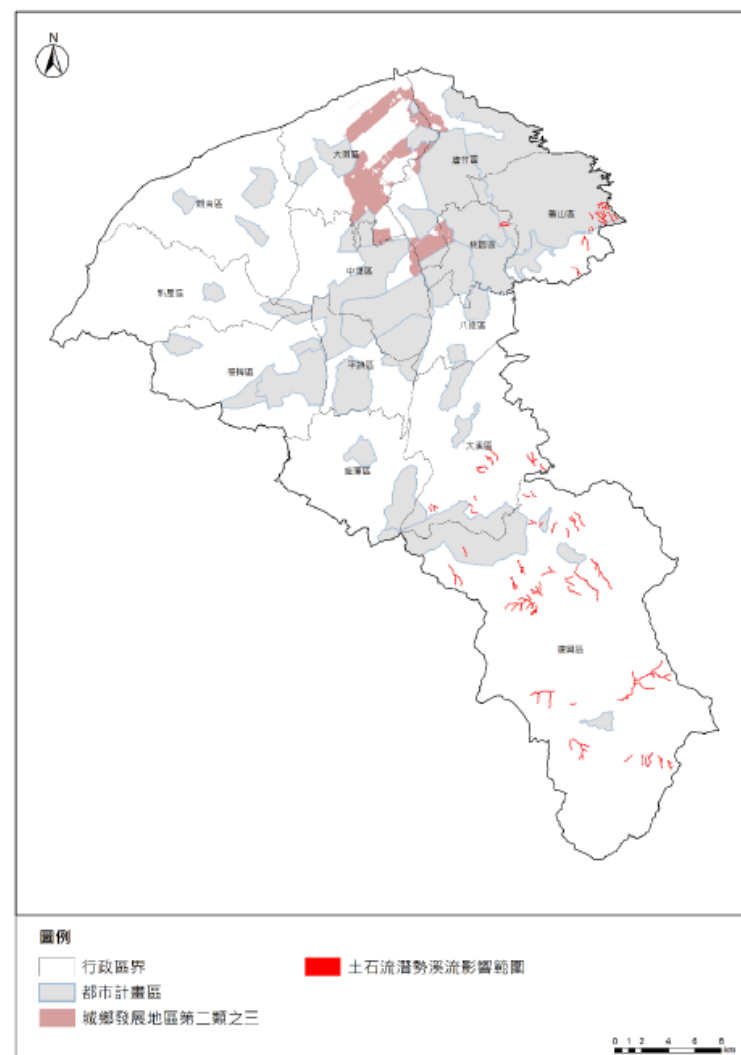 N
大園區
蘆竹區
觀音區
龜山區
桃園區
中壢區
新屋區
八德區
楊梅區
平鎮區
大溪區
龍潭區
復興區
圖例
行政區界
土石流潛勢溪流影響範圍
都市計畫區
城鄉發展地區第二類之三
0 1 2 4 6 8
km